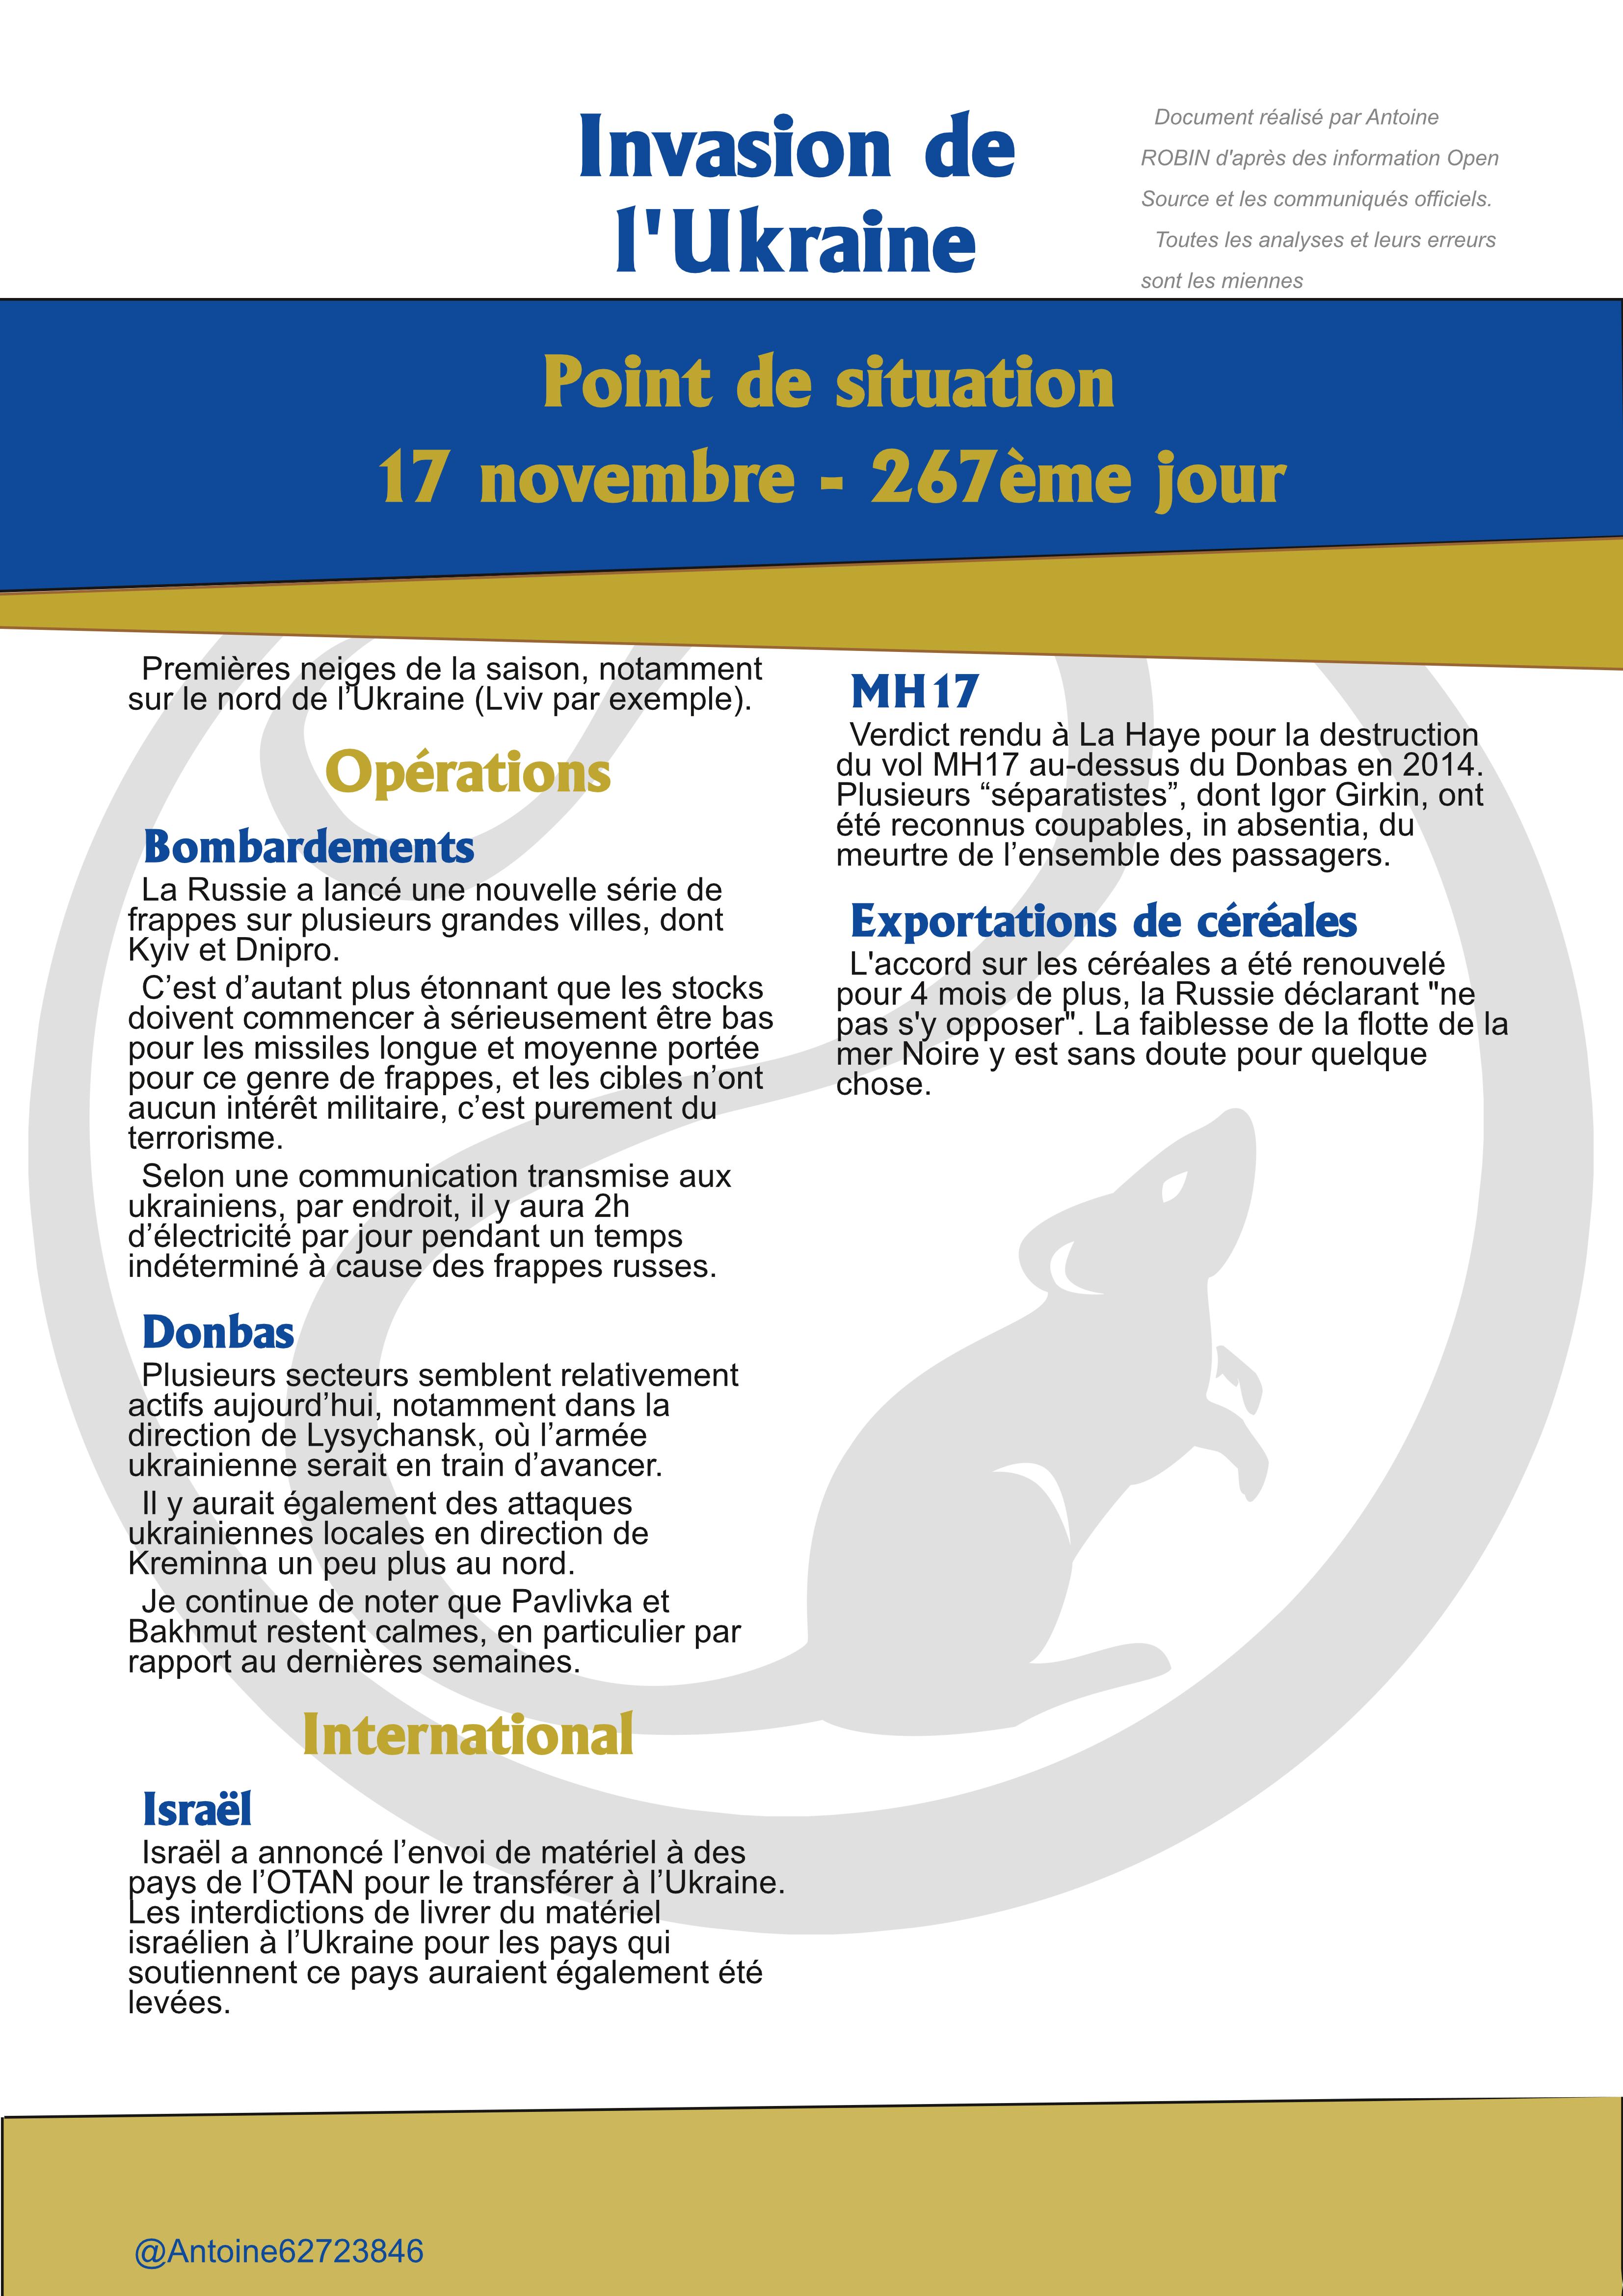 Invasion de
l'Ukraine
Document réalisé par Antoine
ROBIN d'après des information Open
Source et les communiqués officiels.
Toutes les analyses et leurs erreurs
sont les miennes
Point de situation
17 novembre - 267ème jour
Premières neiges de la saison, notamment
sur le nord de l’Ukraine (Lviv par exemple).
Opérations
Bombardements
La Russie a lancé une nouvelle série de
frappes sur plusieurs grandes villes, dont
Kyiv et Dnipro.
C’est d’autant plus étonnant que les stocks
doivent commencer à sérieusement être bas
pour les missiles longue et moyenne portée
pour ce genre de frappes, et les cibles n’ont
aucun intérêt militaire, c’est purement du
terrorisme.
Selon une communication transmise aux
ukrainiens, par endroit, il y aura 2h
d’électricité par jour pendant un temps
indéterminé à cause des frappes russes.
Donbas
Plusieurs secteurs semblent relativement
actifs aujourd’hui, notamment dans la
direction de Lysychansk, où l’armée
ukrainienne serait en train d’avancer.
Il y aurait également des attaques
ukrainiennes locales en direction de
Kreminna un peu plus au nord.
Je continue de noter que Pavlivka et
Bakhmut restent calmes, en particulier par
rapport au dernières semaines.
International
Israël
Israël a annoncé l’envoi de matériel à des
pays de l’OTAN pour le transférer à l’Ukraine.
Les interdictions de livrer du matériel
israélien à l’Ukraine pour les pays qui
soutiennent ce pays auraient également été
levées.
MH17
Verdict rendu à La Haye pour la destruction
du vol MH17 au-dessus du Donbas en 2014.
Plusieurs “séparatistes”, dont Igor Girkin, ont
été reconnus coupables, in absentia, du
meurtre de l’ensemble des passagers.
Exportations de céréales
L'accord sur les céréales a été renouvelé
pour 4 mois de plus, la Russie déclarant "ne
pas s'y opposer". La faiblesse de la flotte de la
mer Noire y est sans doute pour quelque
chose.
@Antoine62723846